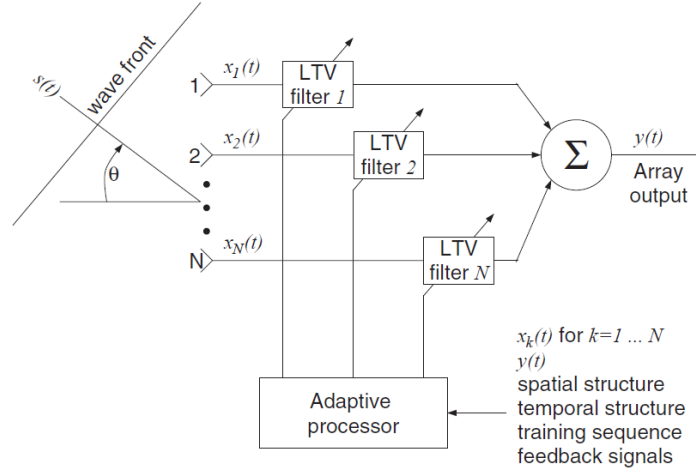 s(t)
wave front
θ
1
x1(t)
LTV
filter 1
2
x2(t)
LTV
filter 2
N
xN(t)
LTV
filter N
Σ
y(t)
Array
output
Adaptive
processor
xk(t) for k=1 ... N
y(t)
spatial structure
temporal structure
training sequence
feedback signals